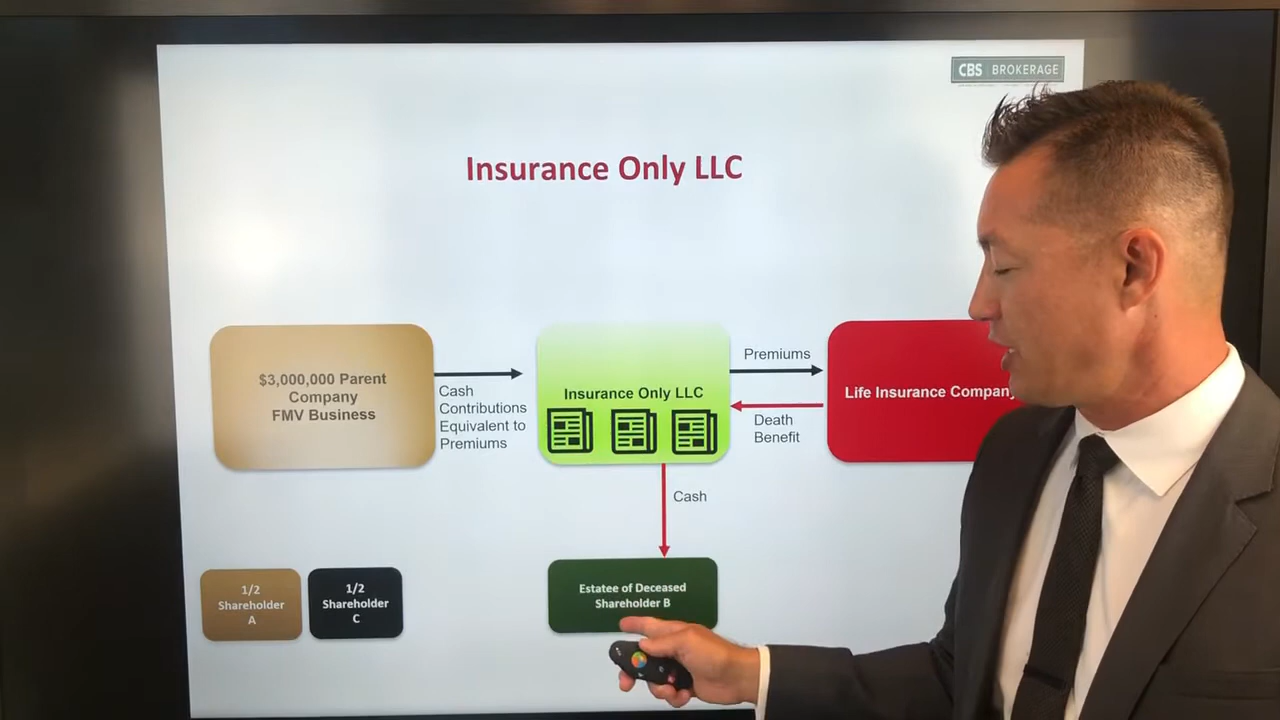 CBS BROKERAGE
Insurance Only LLC
$3,000,000 Parent
Company
FMV Business
Cash
Contributions
Equivalent to
Premiums
Insurance Only LLC
Premiums
Death
Benefit
Life Insurance Company
Cash
1/2
Shareholder
A
1/2
Shareholder
C
Estatee of Deceased
Shareholder B